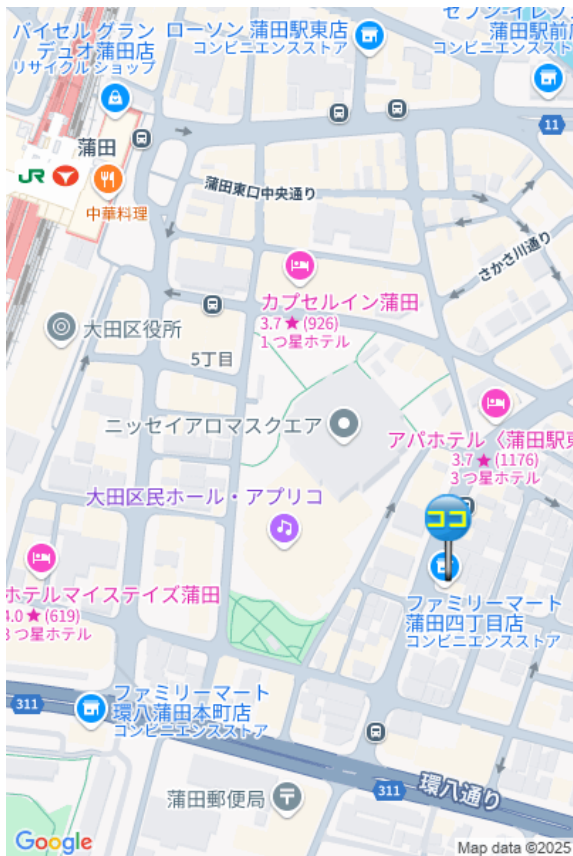 バイセル グラン
デュオ蒲田店
リサイクル ショップ
ローソン 蒲田駅東店
コンビニエンスストア
セブン-イレブ
蒲田駅前店
コンビニエンススト
蒲田
JR
中華料理
11
蒲田東口中央通り
さかさ川通り
カプセルイン蒲田
3.7★(926)
1つ星ホテル
大田区役所
5丁目
ニッセイアロマスクエア
アパホテル〈蒲田駅東
3.7★(1176)
3つ星ホテル
大田区民ホール・アプリコ
ココ
ホテルマイステイズ蒲田
4.0★(619)
3つ星ホテル
ファミリーマート
蒲田四丁目店
コンビニエンスストア
311
ファミリーマート
環八蒲田本町店
コンビニエンスストア
蒲田郵便局
311
環八通り
Google
Map data ©2025